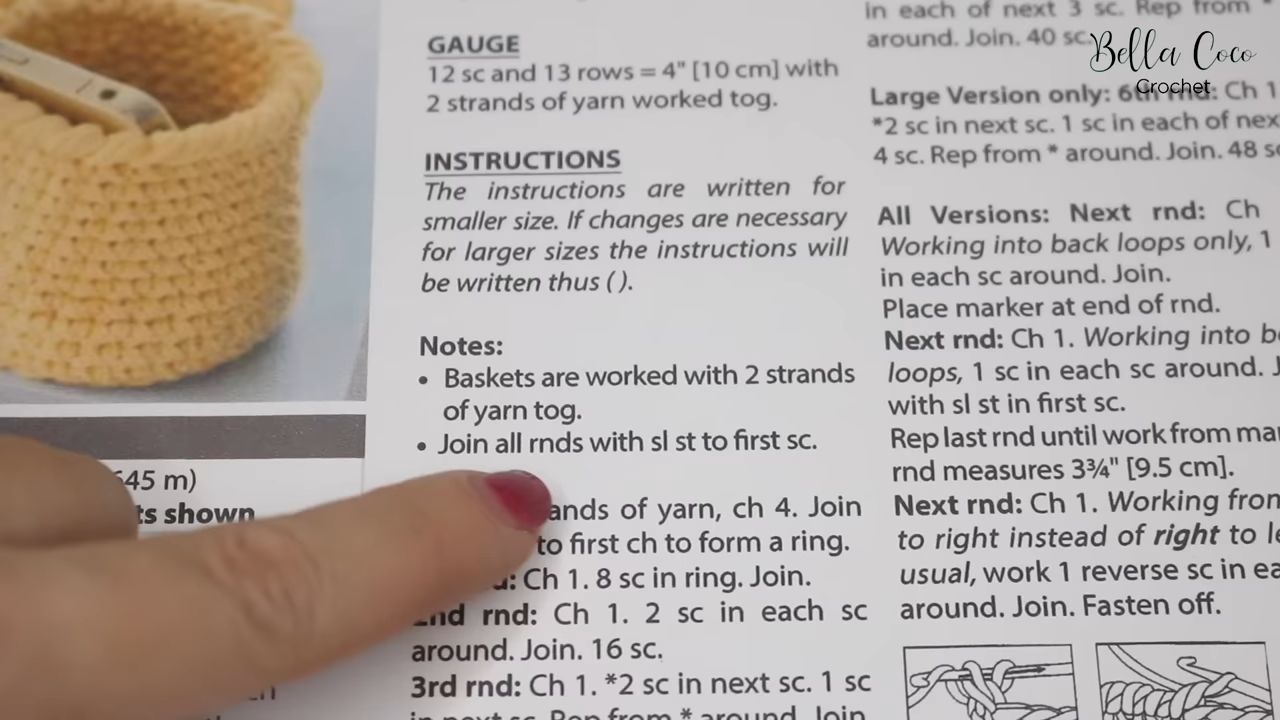 645 m)
ts shown
GAUGE
12 sc and 13 rows = 4" [10 cm] with
2 strands of yarn worked tog.
INSTRUCTIONS
The instructions are written for
smaller size. If changes are necessary
for larger sizes the instructions will
be written thus ( ).
Notes:
• Baskets are worked with 2 strands
of yarn tog.
• Join all rnds with sl st to first sc.
ands of yarn, ch 4. Join
to first ch to form a ring.
Ch 1. 8 sc in ring. Join.
2nd rnd: Ch 1. 2 sc in each sc
around. Join. 16 sc.
3rd rnd: Ch 1. *2 sc in next sc. 1 sc
in next sc. Rep from * around. Join
in each of next 3 sc. Rep from *
around. Join. 40 sc.
Large Version only: 6th rnd: Ch 1
*2 sc in next sc. 1 sc in each of nex
4 sc. Rep from * around. Join. 48 sc
All Versions: Next rnd: Ch
Working into back loops only, 1
in each sc around. Join.
Place marker at end of rnd.
Next rnd: Ch 1. Working into b
loops, 1 sc in each sc around. J
with sl st in first sc.
Rep last rnd until work from mar
rnd measures 3¾" [9.5 cm].
Next rnd: Ch 1. Working from
to right instead of right to le
usual, work 1 reverse sc in ea
around. Join. Fasten off.
Bella Coco
Crochet